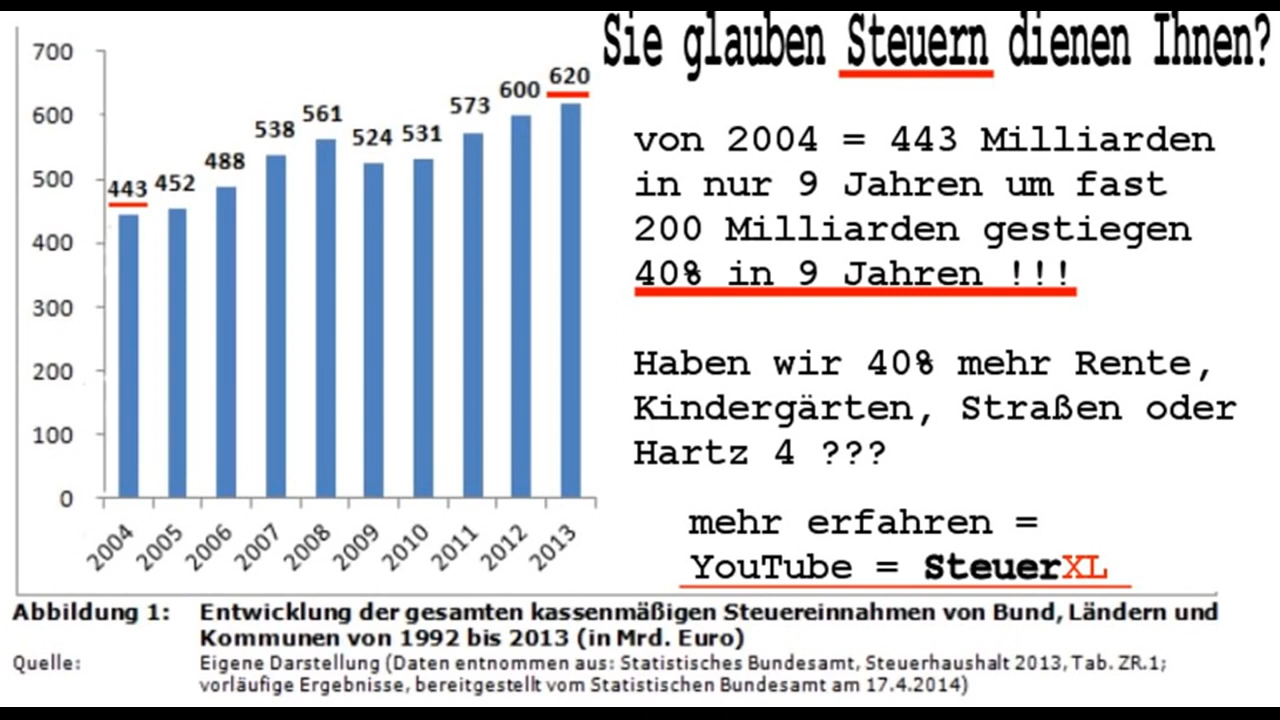 Sie glauben Steuern dienen Ihnen?
700
600
500
400
300
200
100
0
443
452
488
538
561
524
531
573
600
620
2004
2005
2006
2007
2008
2009
2010
2011
2012
2013
von 2004 = 443 Milliarden
in nur 9 Jahren um fast
200 Milliarden gestiegen
40% in 9 Jahren !!!
Haben wir 40% mehr Rente,
Kindergärten, Straßen oder
Hartz 4 ???
mehr erfahren =
YouTube = SteuerXL
Abbildung 1: Entwicklung der gesamten kassenmäßigen Steuereinnahmen von Bund, Ländern und
Kommunen von 1992 bis 2013 (in Mrd. Euro)
Quelle: Eigene Darstellung (Daten entnommen aus: Statistisches Bundesamt, Steuerhaushalt 2013, Tab. ZR.1;
vorläufige Ergebnisse, bereitgestellt vom Statistischen Bundesamt am 17.4.2014)